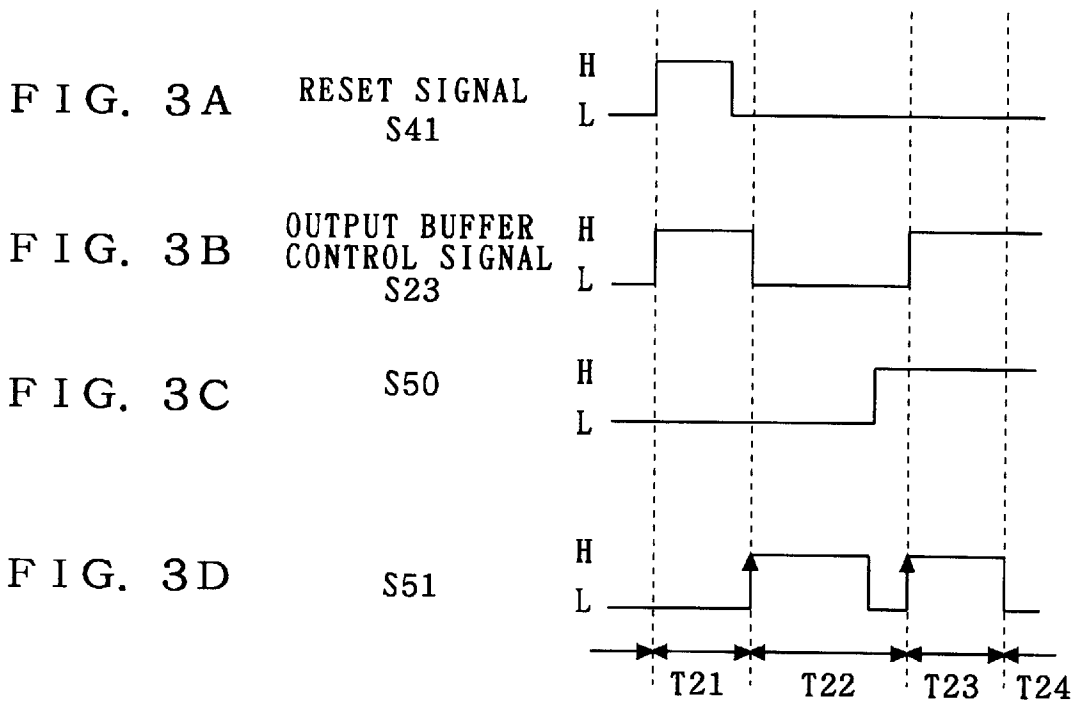 FIG. 3A
RESET SIGNAL
S41
H
L
FIG. 3B
OUTPUT BUFFER
CONTROL SIGNAL
S23
H
L
FIG. 3C
S50
H
L
FIG. 3D
S51
H
L
T21 T22 T23 T24